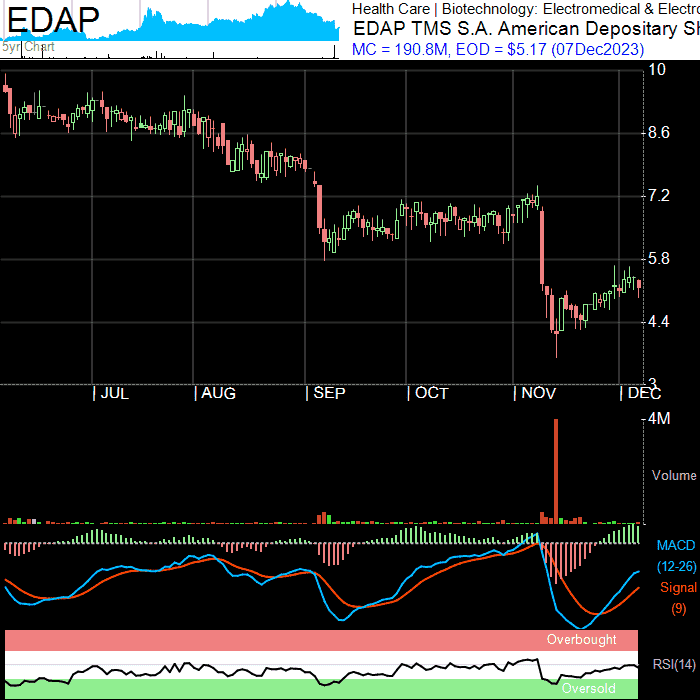 EDAP
5yr Chart
Health Care | Biotechnology: Electromedical & Electro
EDAP TMS S.A. American Depositary Sh
MC = 190.8M, EOD = $5.17 (07Dec2023)
10
8.6
7.2
5.8
4.4
3
| JUL | AUG | SEP | OCT | NOV | DEC
4M
Volume
MACD
(12-26)
Signal
(9)
Overbought
RSI(14)
Oversold